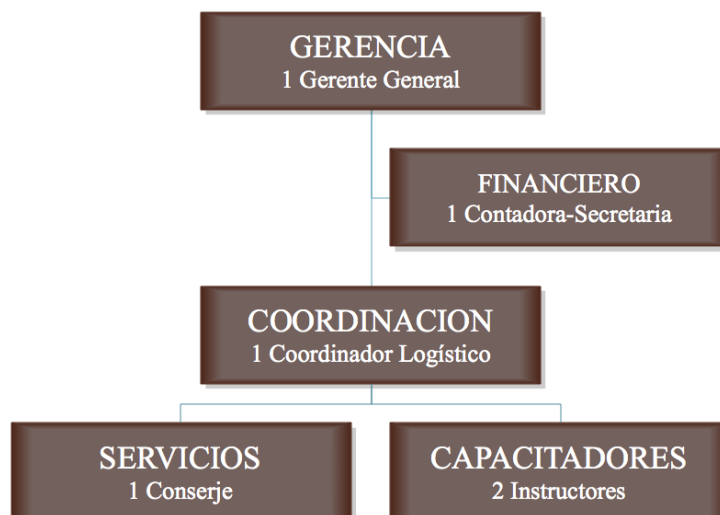 GERENCIA
1 Gerente General
FINANCIERO
1 Contadora-Secretaria
COORDINACION
1 Coordinador Logístico
SERVICIOS
1 Conserje
CAPACITADORES
2 Instructores